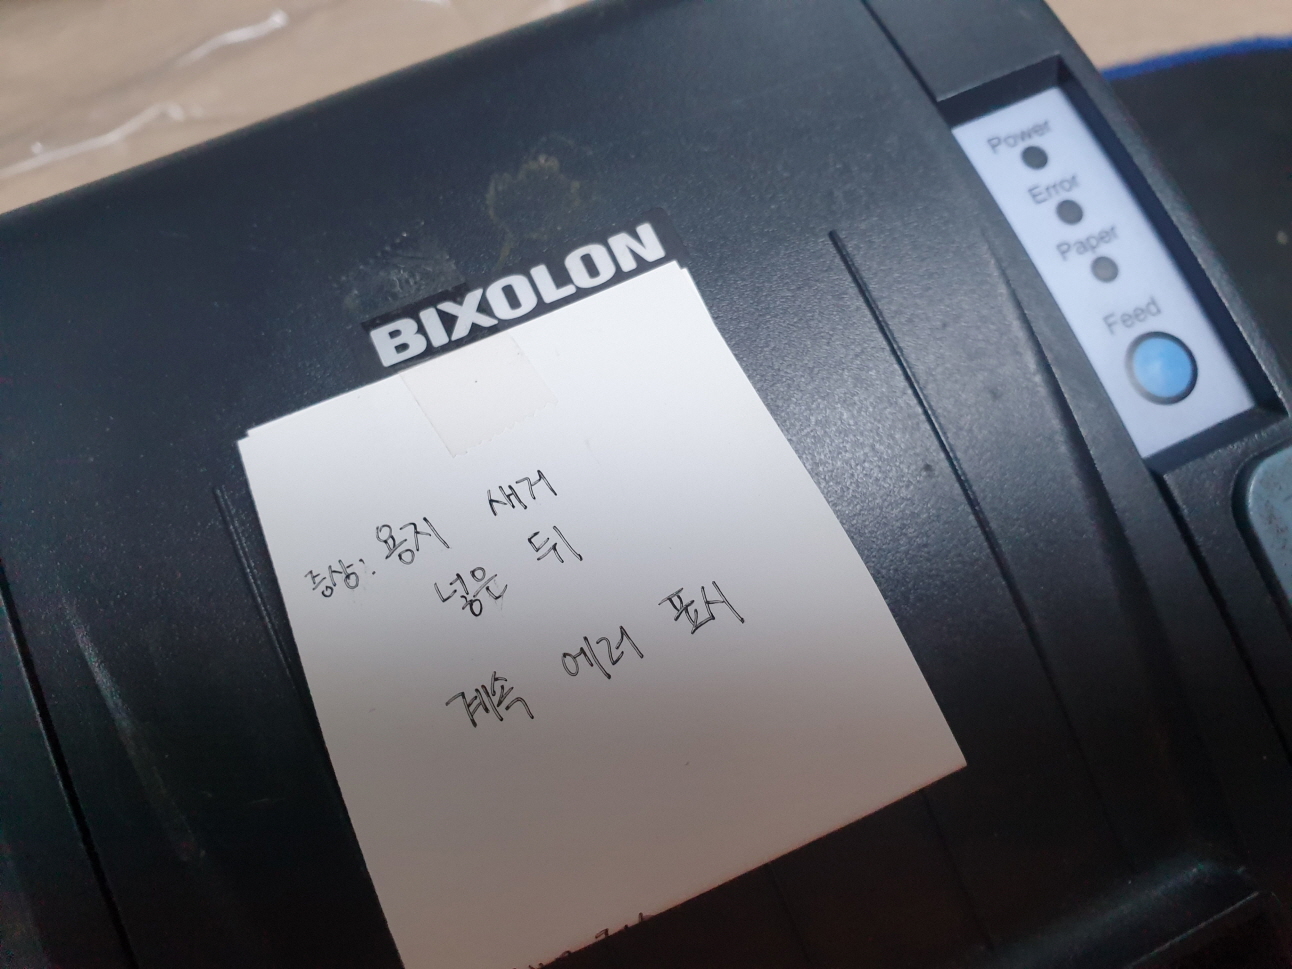 Power
Error
Paper
Feed
BIXOLON
증상: 용지 새거
넣은 뒤
계속 에러 표시